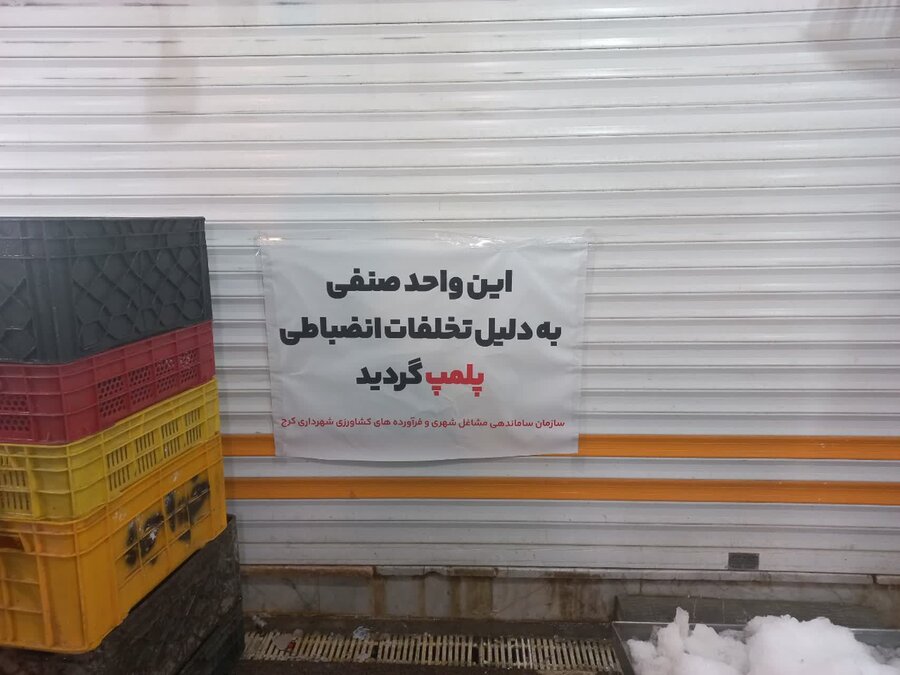 این واحد صنفی
به دلیل تخلفات انضباطی
پلمپ گردید
سازمان ساماندهی مشاغل شهری و فرآورده های کشاورزی شهرداری کرج